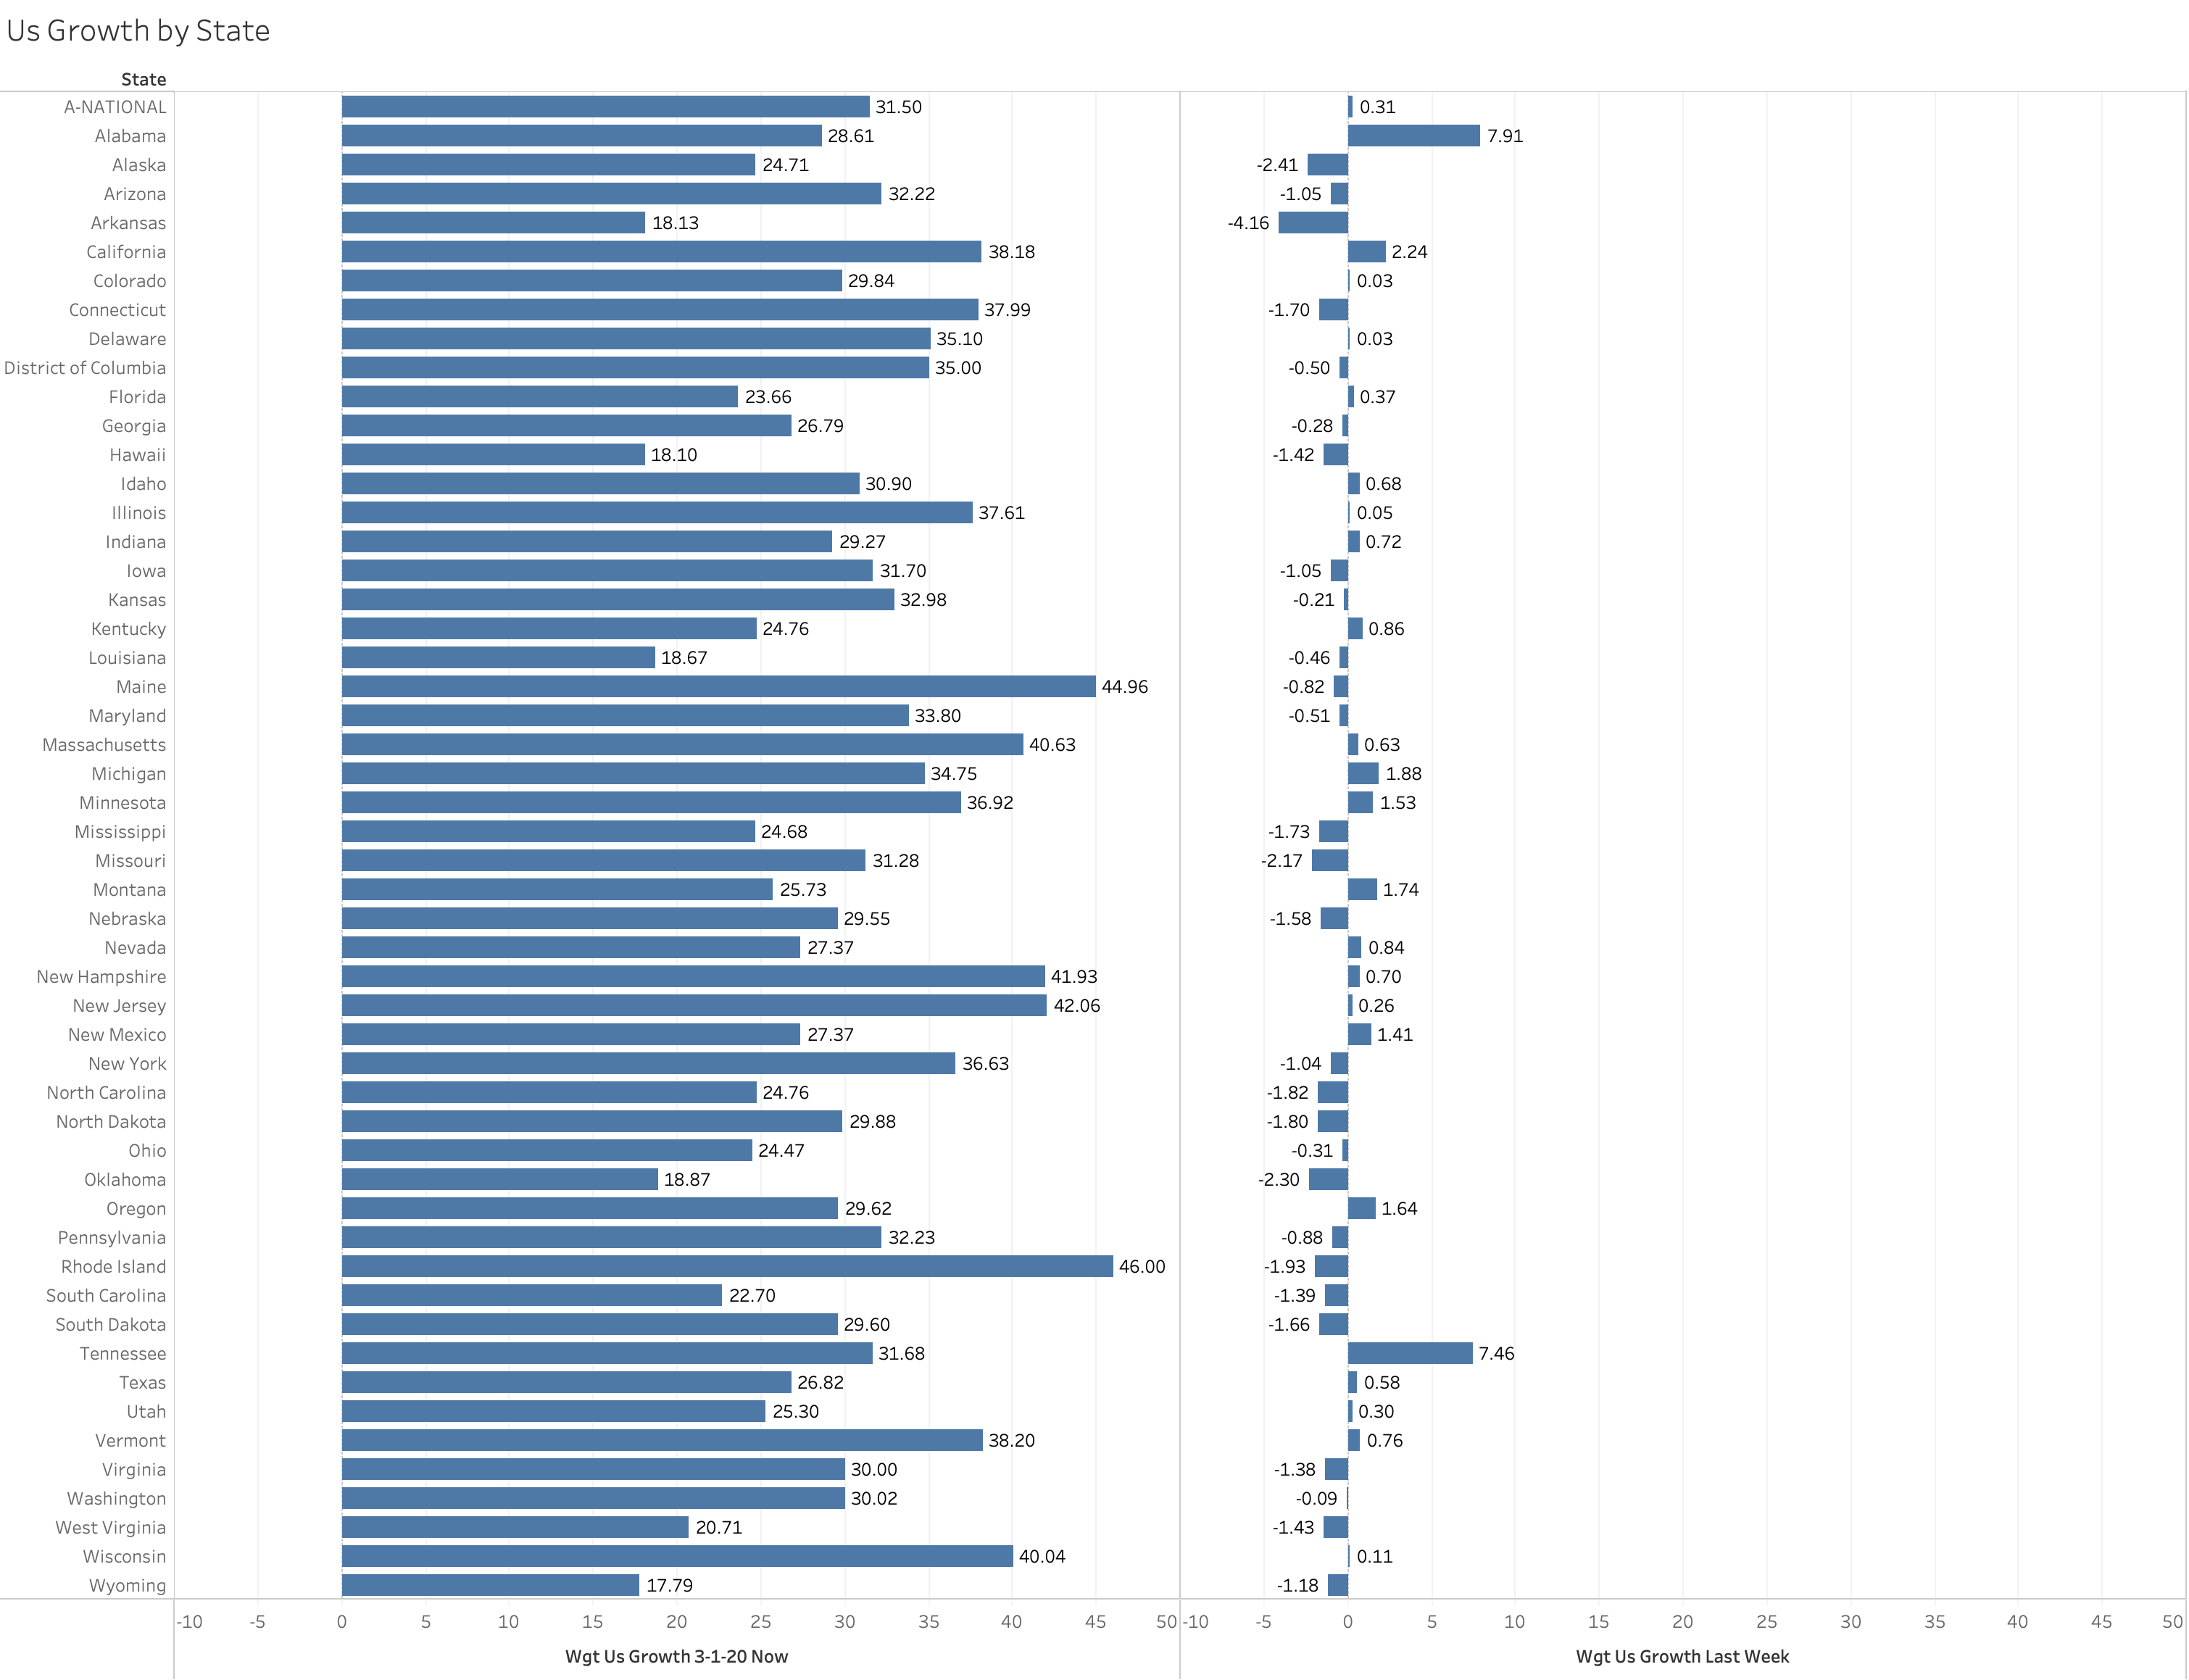 Us Growth by State
State
A-NATIONAL 31.50 0.31
Alabama 28.61 7.91
Alaska 24.71 -2.41
Arizona 32.22 -1.05
Arkansas 18.13 -4.16
California 38.18 2.24
Colorado 29.84 0.03
Connecticut 37.99 -1.70
Delaware 35.10 0.03
District of Columbia 35.00 -0.50
Florida 23.66 0.37
Georgia 26.79 -0.28
Hawaii 18.10 -1.42
Idaho 30.90 0.68
Illinois 37.61 0.05
Indiana 29.27 0.72
Iowa 31.70 -1.05
Kansas 32.98 -0.21
Kentucky 24.76 0.86
Louisiana 18.67 -0.46
Maine 44.96 -0.82
Maryland 33.80 -0.51
Massachusetts 40.63 0.63
Michigan 34.75 1.88
Minnesota 36.92 1.53
Mississippi 24.68 -1.73
Missouri 31.28 -2.17
Montana 25.73 1.74
Nebraska 29.55 -1.58
Nevada 27.37 0.84
New Hampshire 41.93 0.70
New Jersey 42.06 0.26
New Mexico 27.37 1.41
New York 36.63 -1.04
North Carolina 24.76 -1.82
North Dakota 29.88 -1.80
Ohio 24.47 -0.31
Oklahoma 18.87 -2.30
Oregon 29.62 1.64
Pennsylvania 32.23 -0.88
Rhode Island 46.00 -1.93
South Carolina 22.70 -1.39
South Dakota 29.60 -1.66
Tennessee 31.68 7.46
Texas 26.82 0.58
Utah 25.30 0.30
Vermont 38.20 0.76
Virginia 30.00 -1.38
Washington 30.02 -0.09
West Virginia 20.71 -1.43
Wisconsin 40.04 0.11
Wyoming 17.79 -1.18
-10 -5 0 5 10 15 20 25 30 35 40 45 50 -10 -5 0 5 10 15 20 25 30 35 40 45 50
Wgt Us Growth 3-1-20 Now Wgt Us Growth Last Week